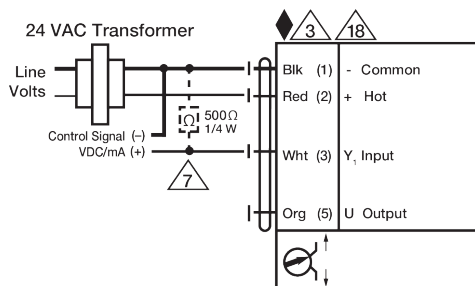 24 VAC Transformer
3 18
Line
Volts
Blk (1) - Common
Red (2) + Hot
Ω 500Ω
1/4 W
Control Signal (–)
VDC/mA (+)
Wht (3) Y₁ Input
7
Org (5) U Output